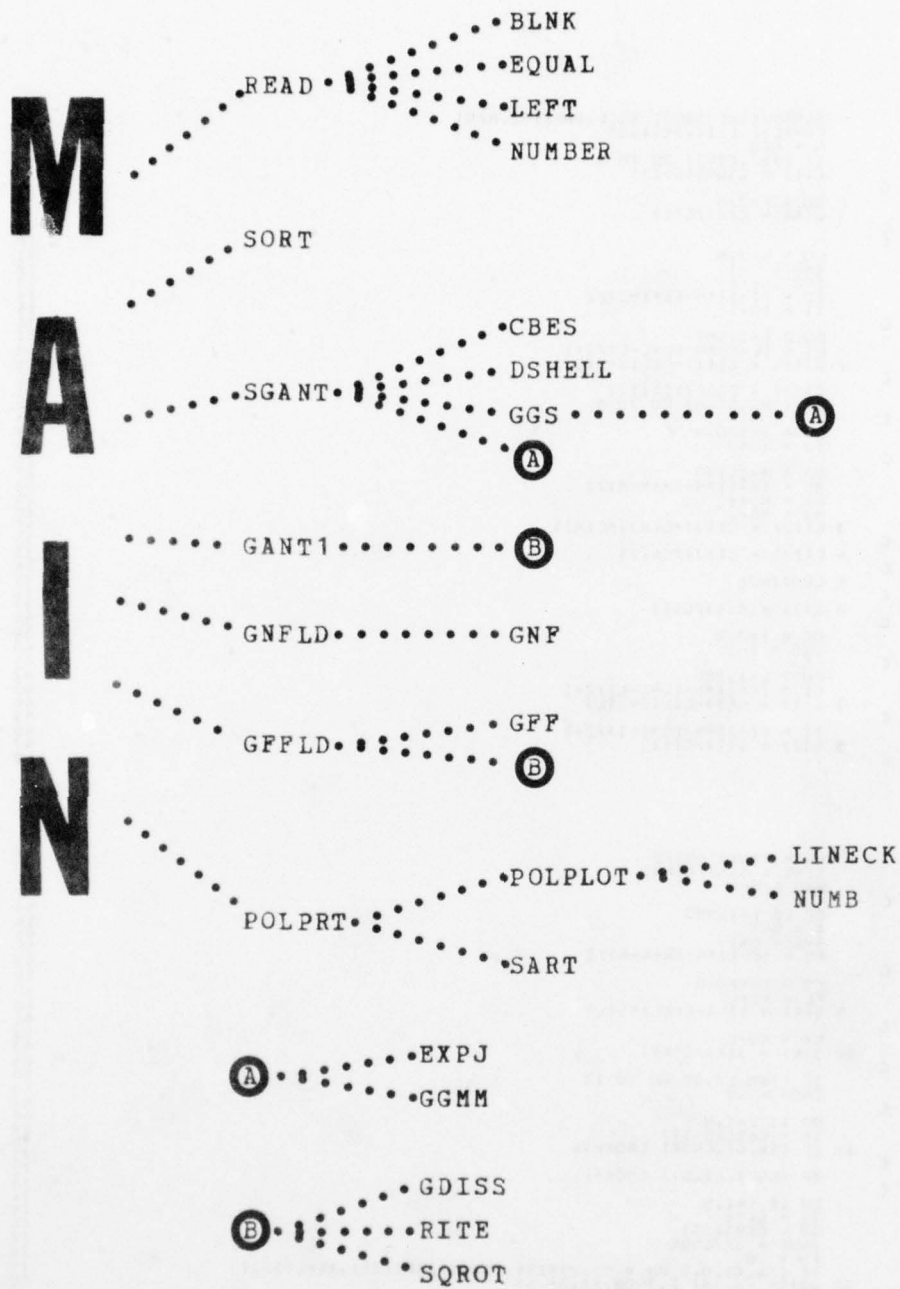 MAIN
BLNK
READ
EQUAL
LEFT
NUMBER
SORT
CBES
DSHELL
SGANT
GGS A
A
GANT1 B
GNFLD GNF
GFF
GFFLD
B
LINECK
POLPLOT
NUMB
POLPRT
SART
EXPJ
A
GGMM
GDISS
B RITE
SQROT